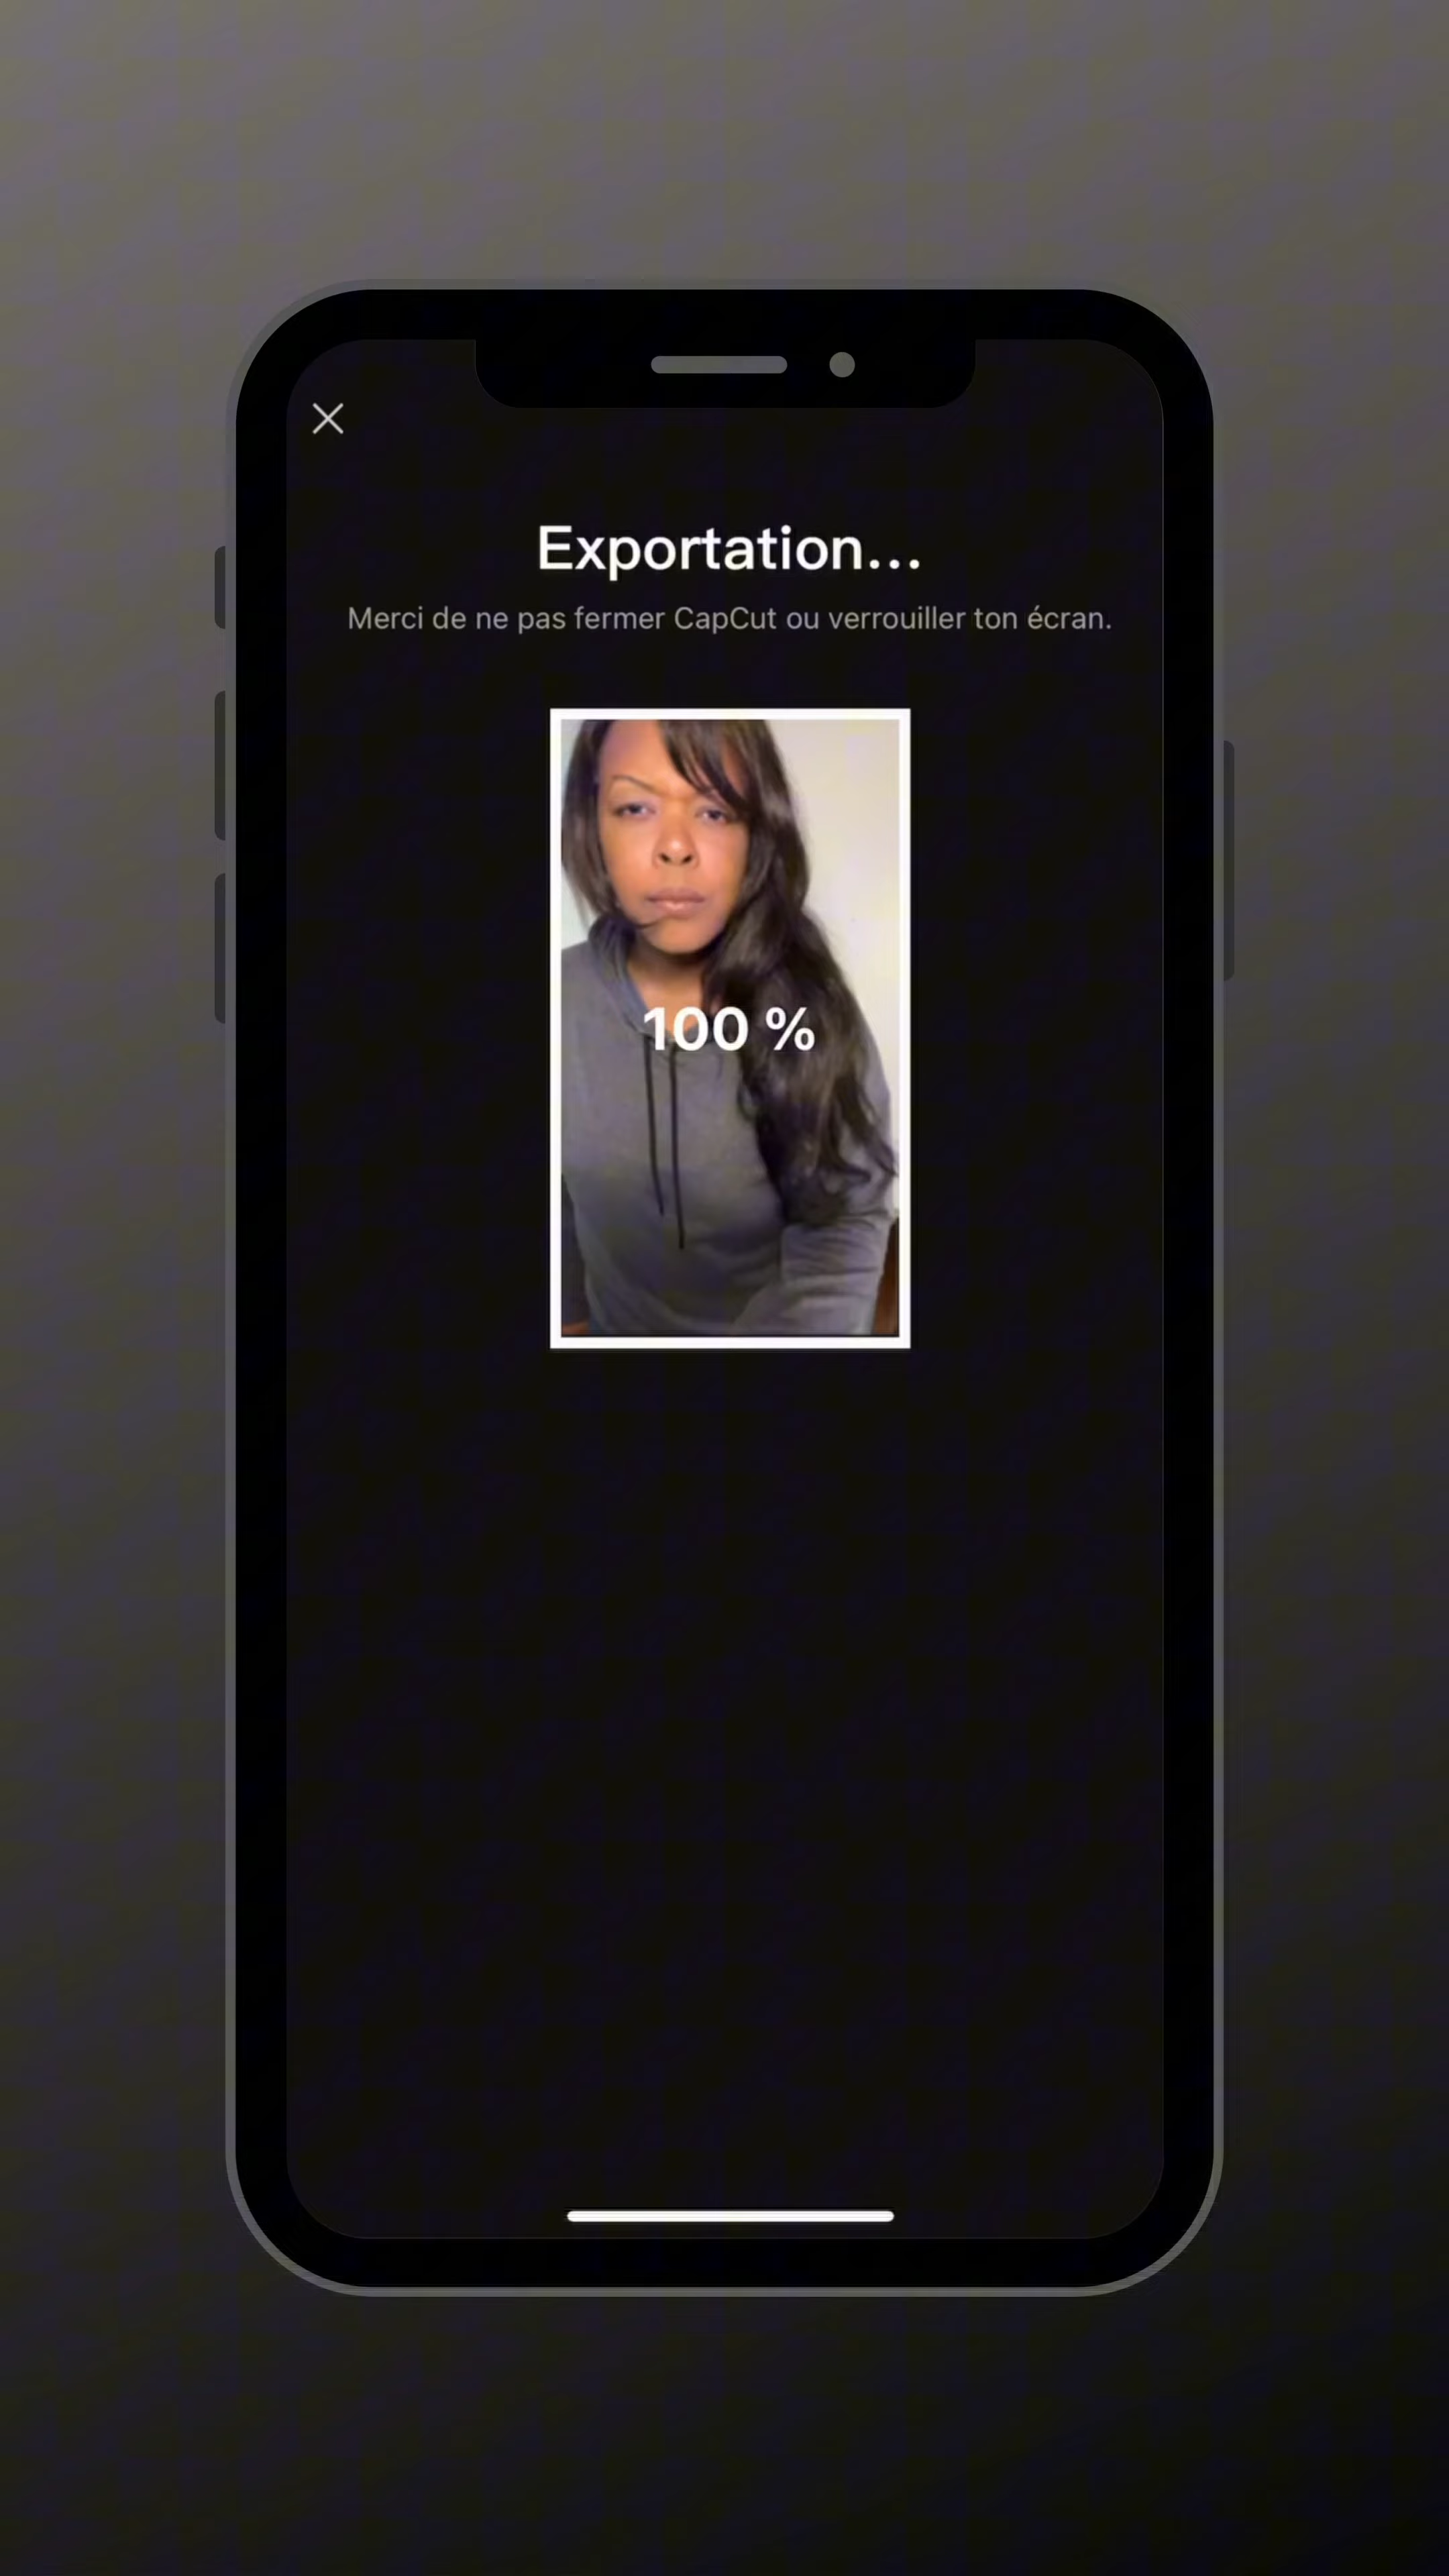 Exportation...
Merci de ne pas fermer CapCut ou verrouiller ton écran.
100 %